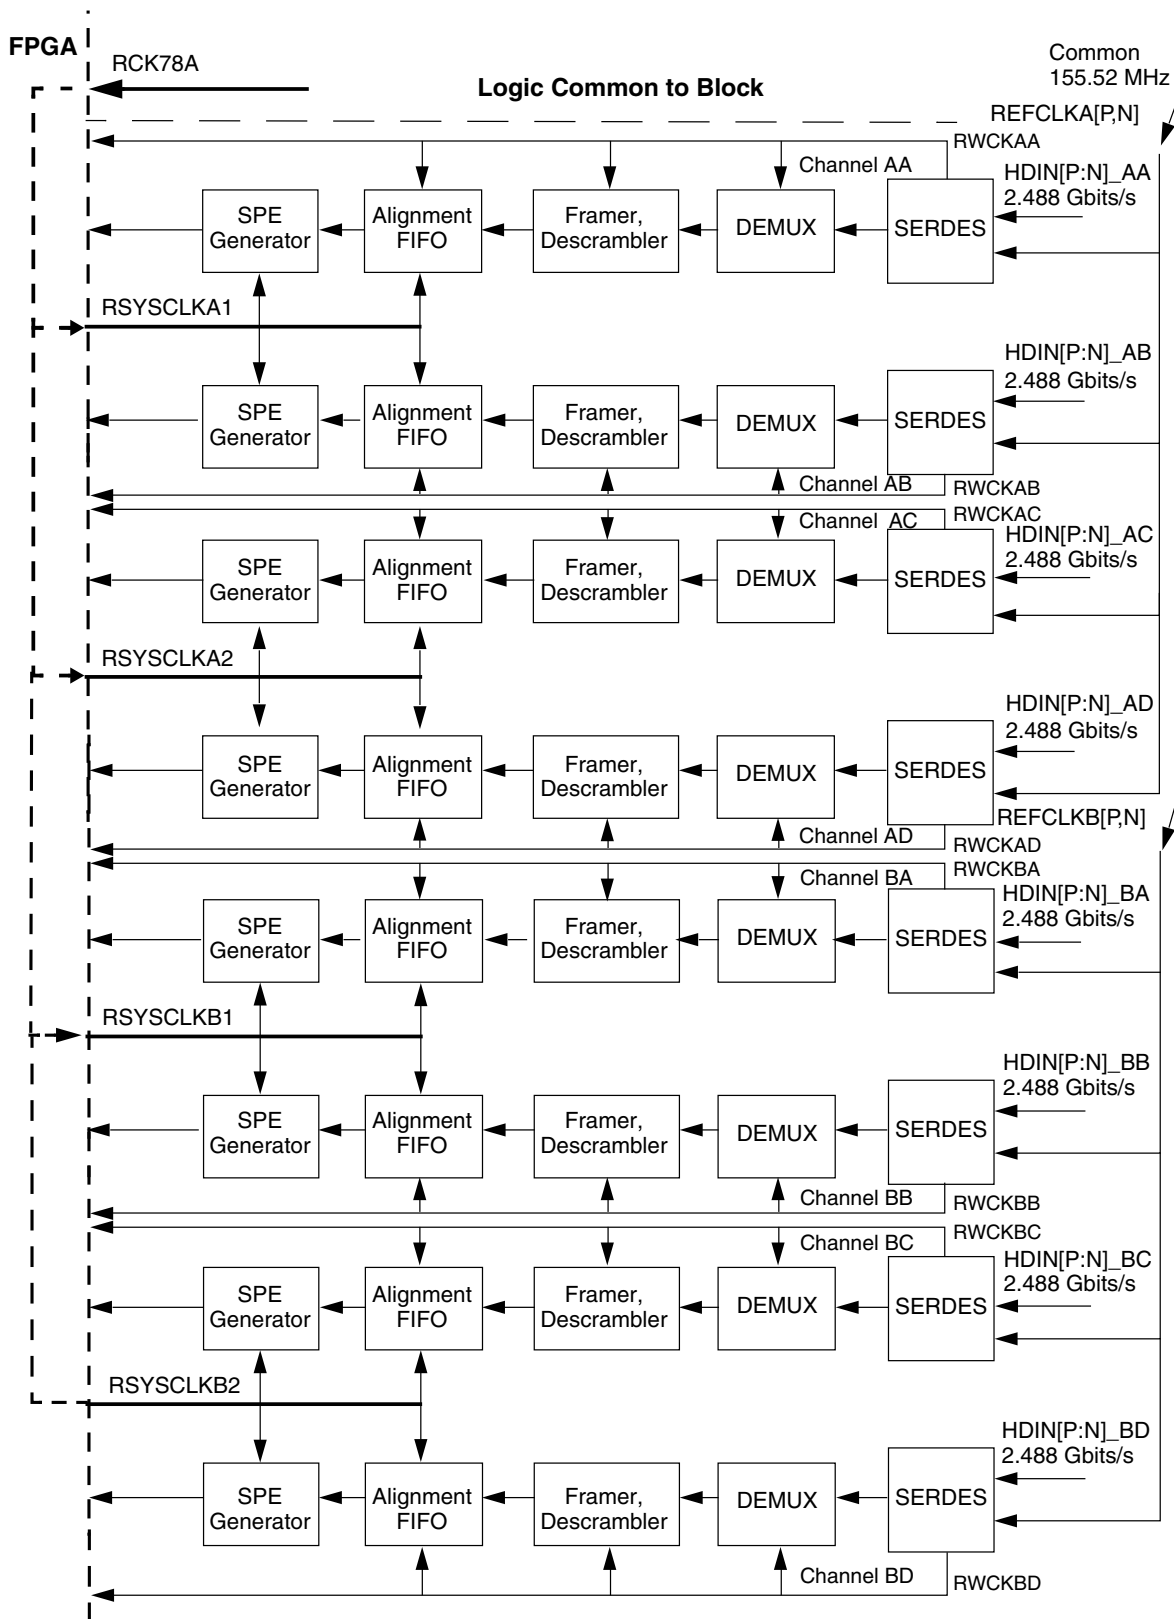 FPGA
RCK78A
Logic Common to Block
Common
155.52 MHz
REFCLKA[P,N]
RWCKAA
Channel AA
HDIN[P:N]_AA
2.488 Gbits/s
SPE
Generator
Alignment
FIFO
Framer,
Descrambler
DEMUX
SERDES
RSYSCLKA1
HDIN[P:N]_AB
2.488 Gbits/s
SPE
Generator
Alignment
FIFO
Framer,
Descrambler
DEMUX
SERDES
Channel AB
RWCKAB
RWCKAC
Channel AC
HDIN[P:N]_AC
2.488 Gbits/s
SPE
Generator
Alignment
FIFO
Framer,
Descrambler
DEMUX
SERDES
RSYSCLKA2
HDIN[P:N]_AD
2.488 Gbits/s
SPE
Generator
Alignment
FIFO
Framer,
Descrambler
DEMUX
SERDES
REFCLKB[P,N]
Channel AD
RWCKAD
RWCKBA
Channel BA
HDIN[P:N]_BA
2.488 Gbits/s
SPE
Generator
Alignment
FIFO
Framer,
Descrambler
DEMUX
SERDES
RSYSCLKB1
HDIN[P:N]_BB
2.488 Gbits/s
SPE
Generator
Alignment
FIFO
Framer,
Descrambler
DEMUX
SERDES
Channel BB
RWCKBB
RWCKBC
Channel BC
HDIN[P:N]_BC
2.488 Gbits/s
SPE
Generator
Alignment
FIFO
Framer,
Descrambler
DEMUX
SERDES
RSYSCLKB2
HDIN[P:N]_BD
2.488 Gbits/s
SPE
Generator
Alignment
FIFO
Framer,
Descrambler
DEMUX
SERDES
Channel BD
RWCKBD